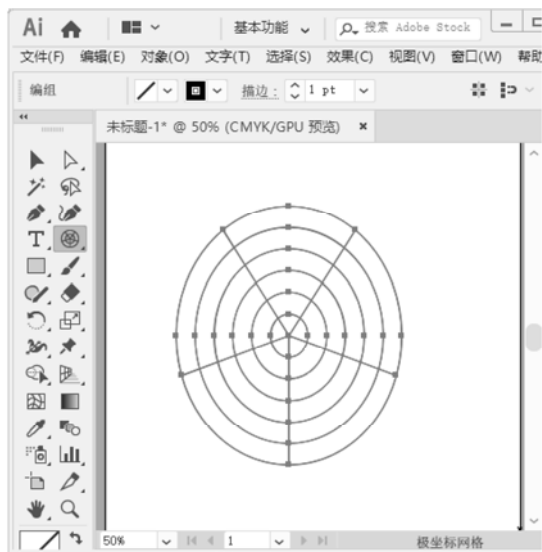 Ai 基本功能 搜索 Adobe Stock
文件(F) 编辑(E) 对象(O) 文字(T) 选择(S) 效果(C) 视图(V) 窗口(W) 帮助
编组 描边: 1 pt
未标题-1* @ 50% (CMYK/GPU 预览) ×
50% 1 极坐标网格